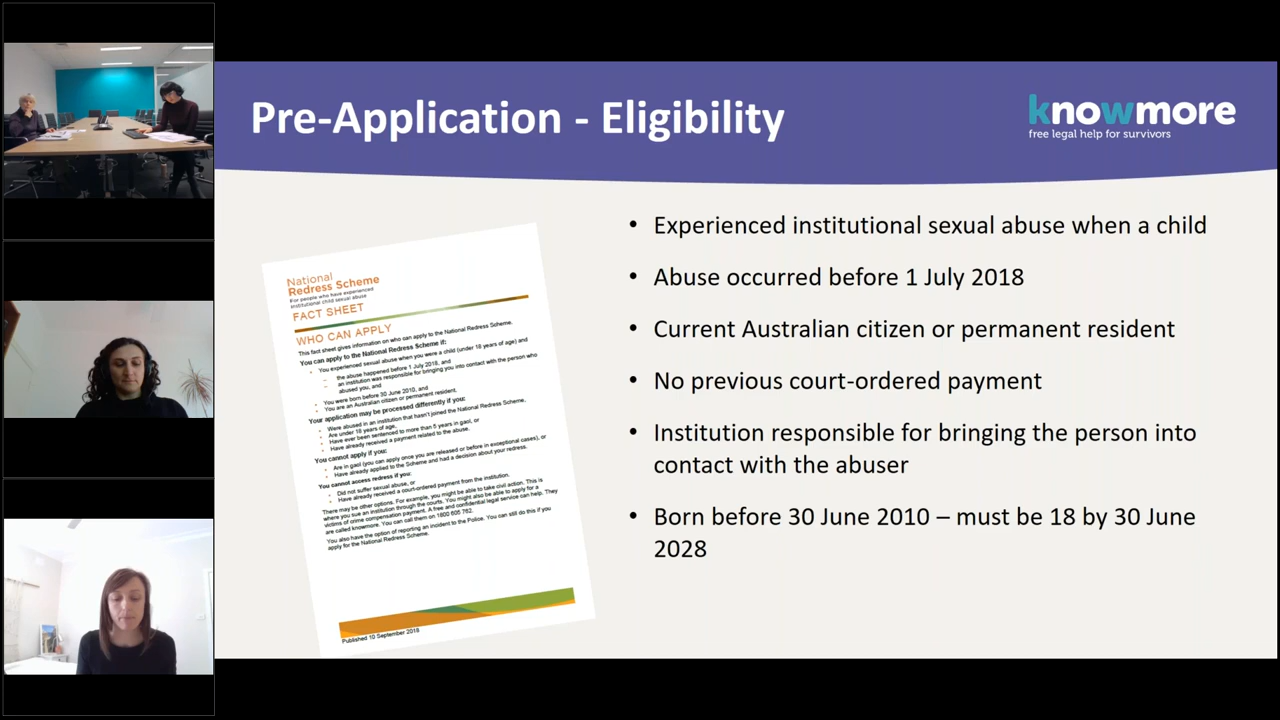 Pre-Application - Eligibility
knowmore
free legal help for survivors
National
Redress Scheme
For people who have experienced
institutional child sexual abuse
FACT SHEET
WHO CAN APPLY
This fact sheet gives information on who can apply to the National Redress Scheme.
You can apply to the National Redress Scheme if:
• You experienced sexual abuse when you were a child (under 18 years of age) and
– the abuse happened before 1 July 2018, and
– an institution was responsible for bringing you into contact with the person who
abused you, and
• You were born before 30 June 2010, and
• You are an Australian citizen or permanent resident.
Your application may be processed differently if you:
• Were abused in an institution that hasn't joined the National Redress Scheme,
• Are under 18 years of age,
• Have ever been sentenced to more than 5 years in gaol, or
• Have already received a payment related to the abuse.
You cannot apply if you:
• Are in gaol (you can apply once you are released or before in exceptional cases), or
• Have already applied to the Scheme and had a decision about your redress.
You cannot access redress if you:
• Did not suffer sexual abuse, or
• Have already received a court-ordered payment from the institution.
There may be other options. For example, you might be able to take civil action. This is
where you sue an institution through the courts. You might also be able to apply for a
victims of crime compensation payment. A free and confidential legal service can help. They
are called knowmore. You can call them on 1800 605 762.
You also have the option of reporting an incident to the Police. You can still do this if you
apply for the National Redress Scheme.
Published 10 September 2018
• Experienced institutional sexual abuse when a child
• Abuse occurred before 1 July 2018
• Current Australian citizen or permanent resident
• No previous court-ordered payment
• Institution responsible for bringing the person into
contact with the abuser
• Born before 30 June 2010 – must be 18 by 30 June
2028